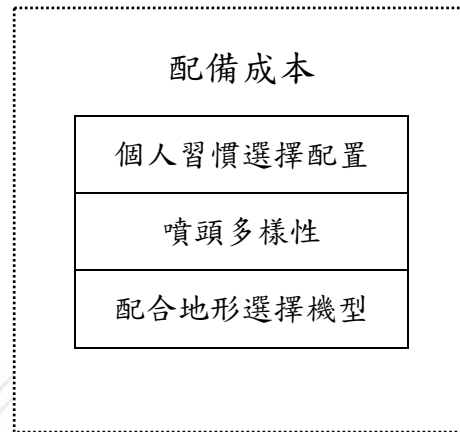 配備成本
個人習慣選擇配置
噴頭多樣性
配合地形選擇機型